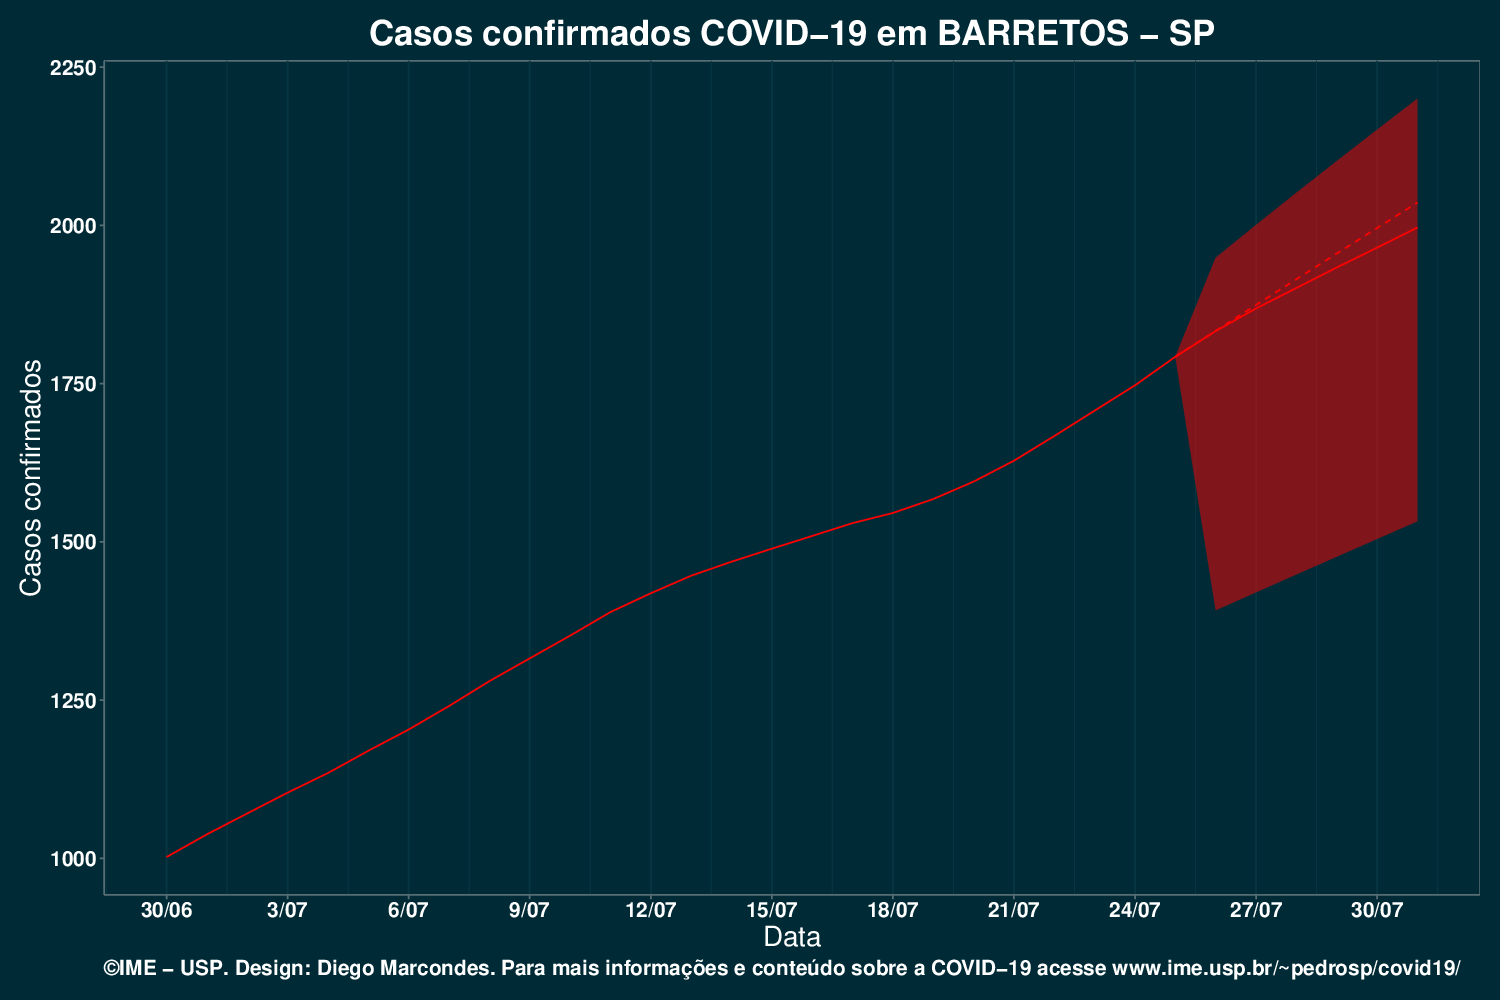 Casos confirmados COVID−19 em BARRETOS − SP
Casos confirmados
2250
2000
1750
1500
1250
1000
30/06 3/07 6/07 9/07 12/07 15/07 18/07 21/07 24/07 27/07 30/07
Data
©IME − USP. Design: Diego Marcondes. Para mais informações e conteúdo sobre a COVID−19 acesse www.ime.usp.br/~pedrosp/covid19/